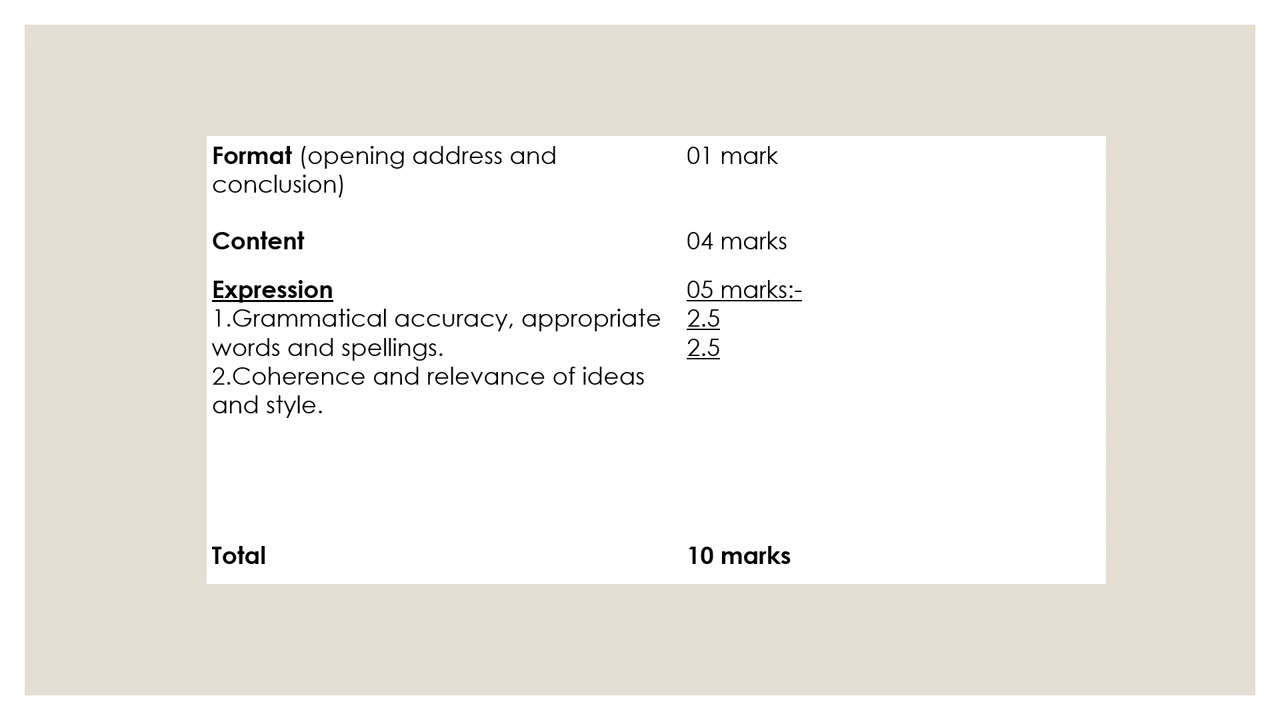 Format (opening address and 01 mark
conclusion)
Content 04 marks
Expression 05 marks:-
1.Grammatical accuracy, appropriate 2.5
words and spellings. 2.5
2.Coherence and relevance of ideas
and style.
Total 10 marks